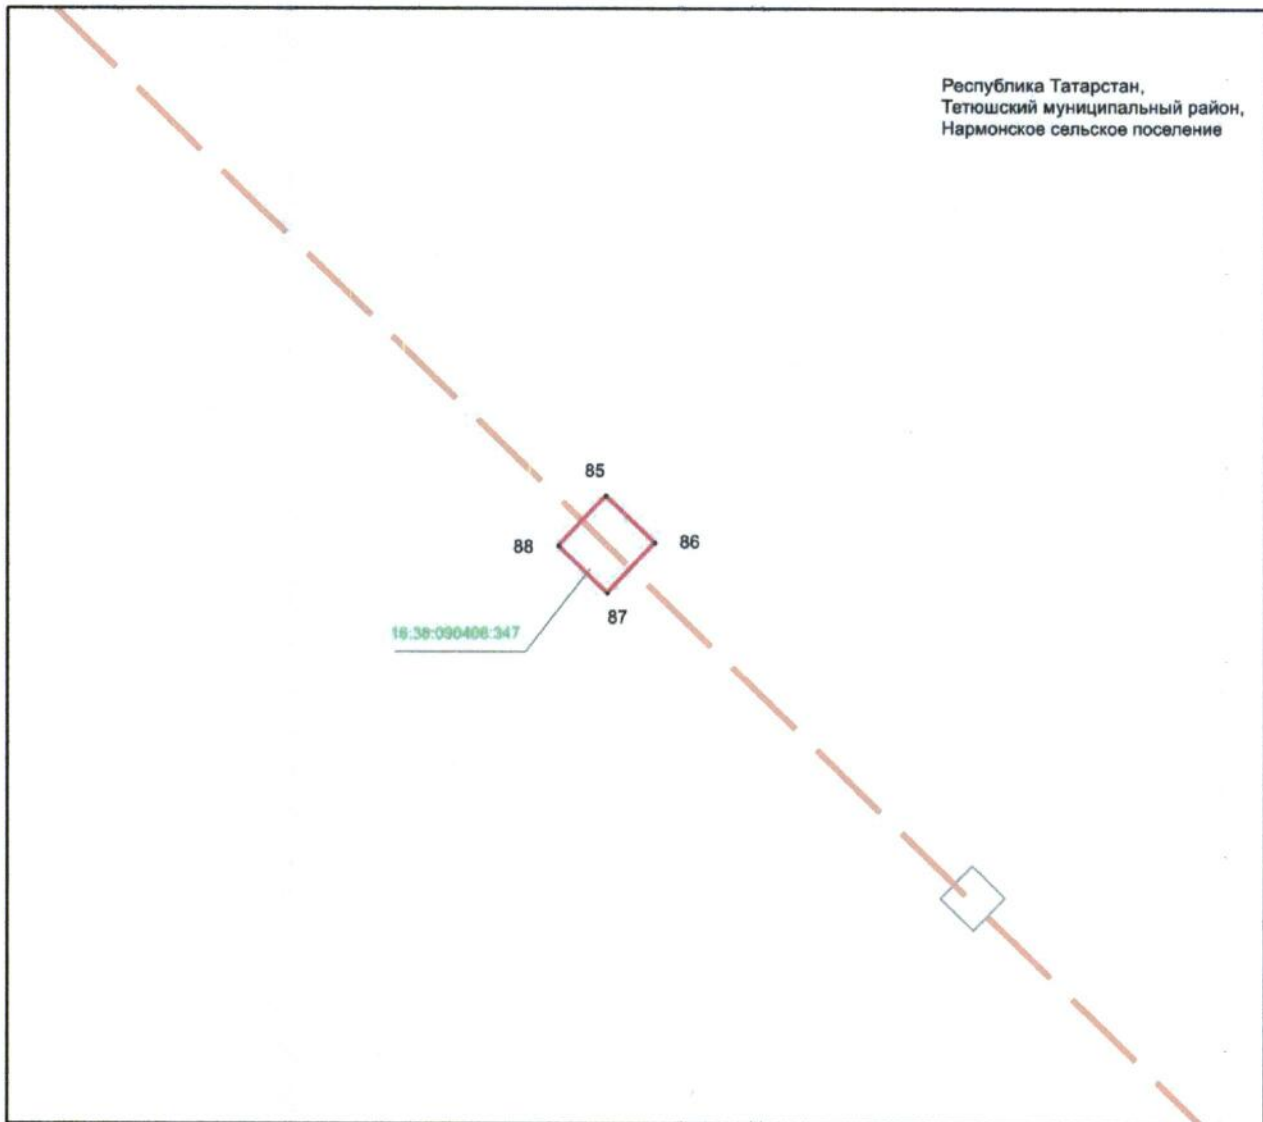 Республика Татарстан,
Тетюшский муниципальный район,
Нармонское сельское поселение
85
88
86
87
16:38:090406:347